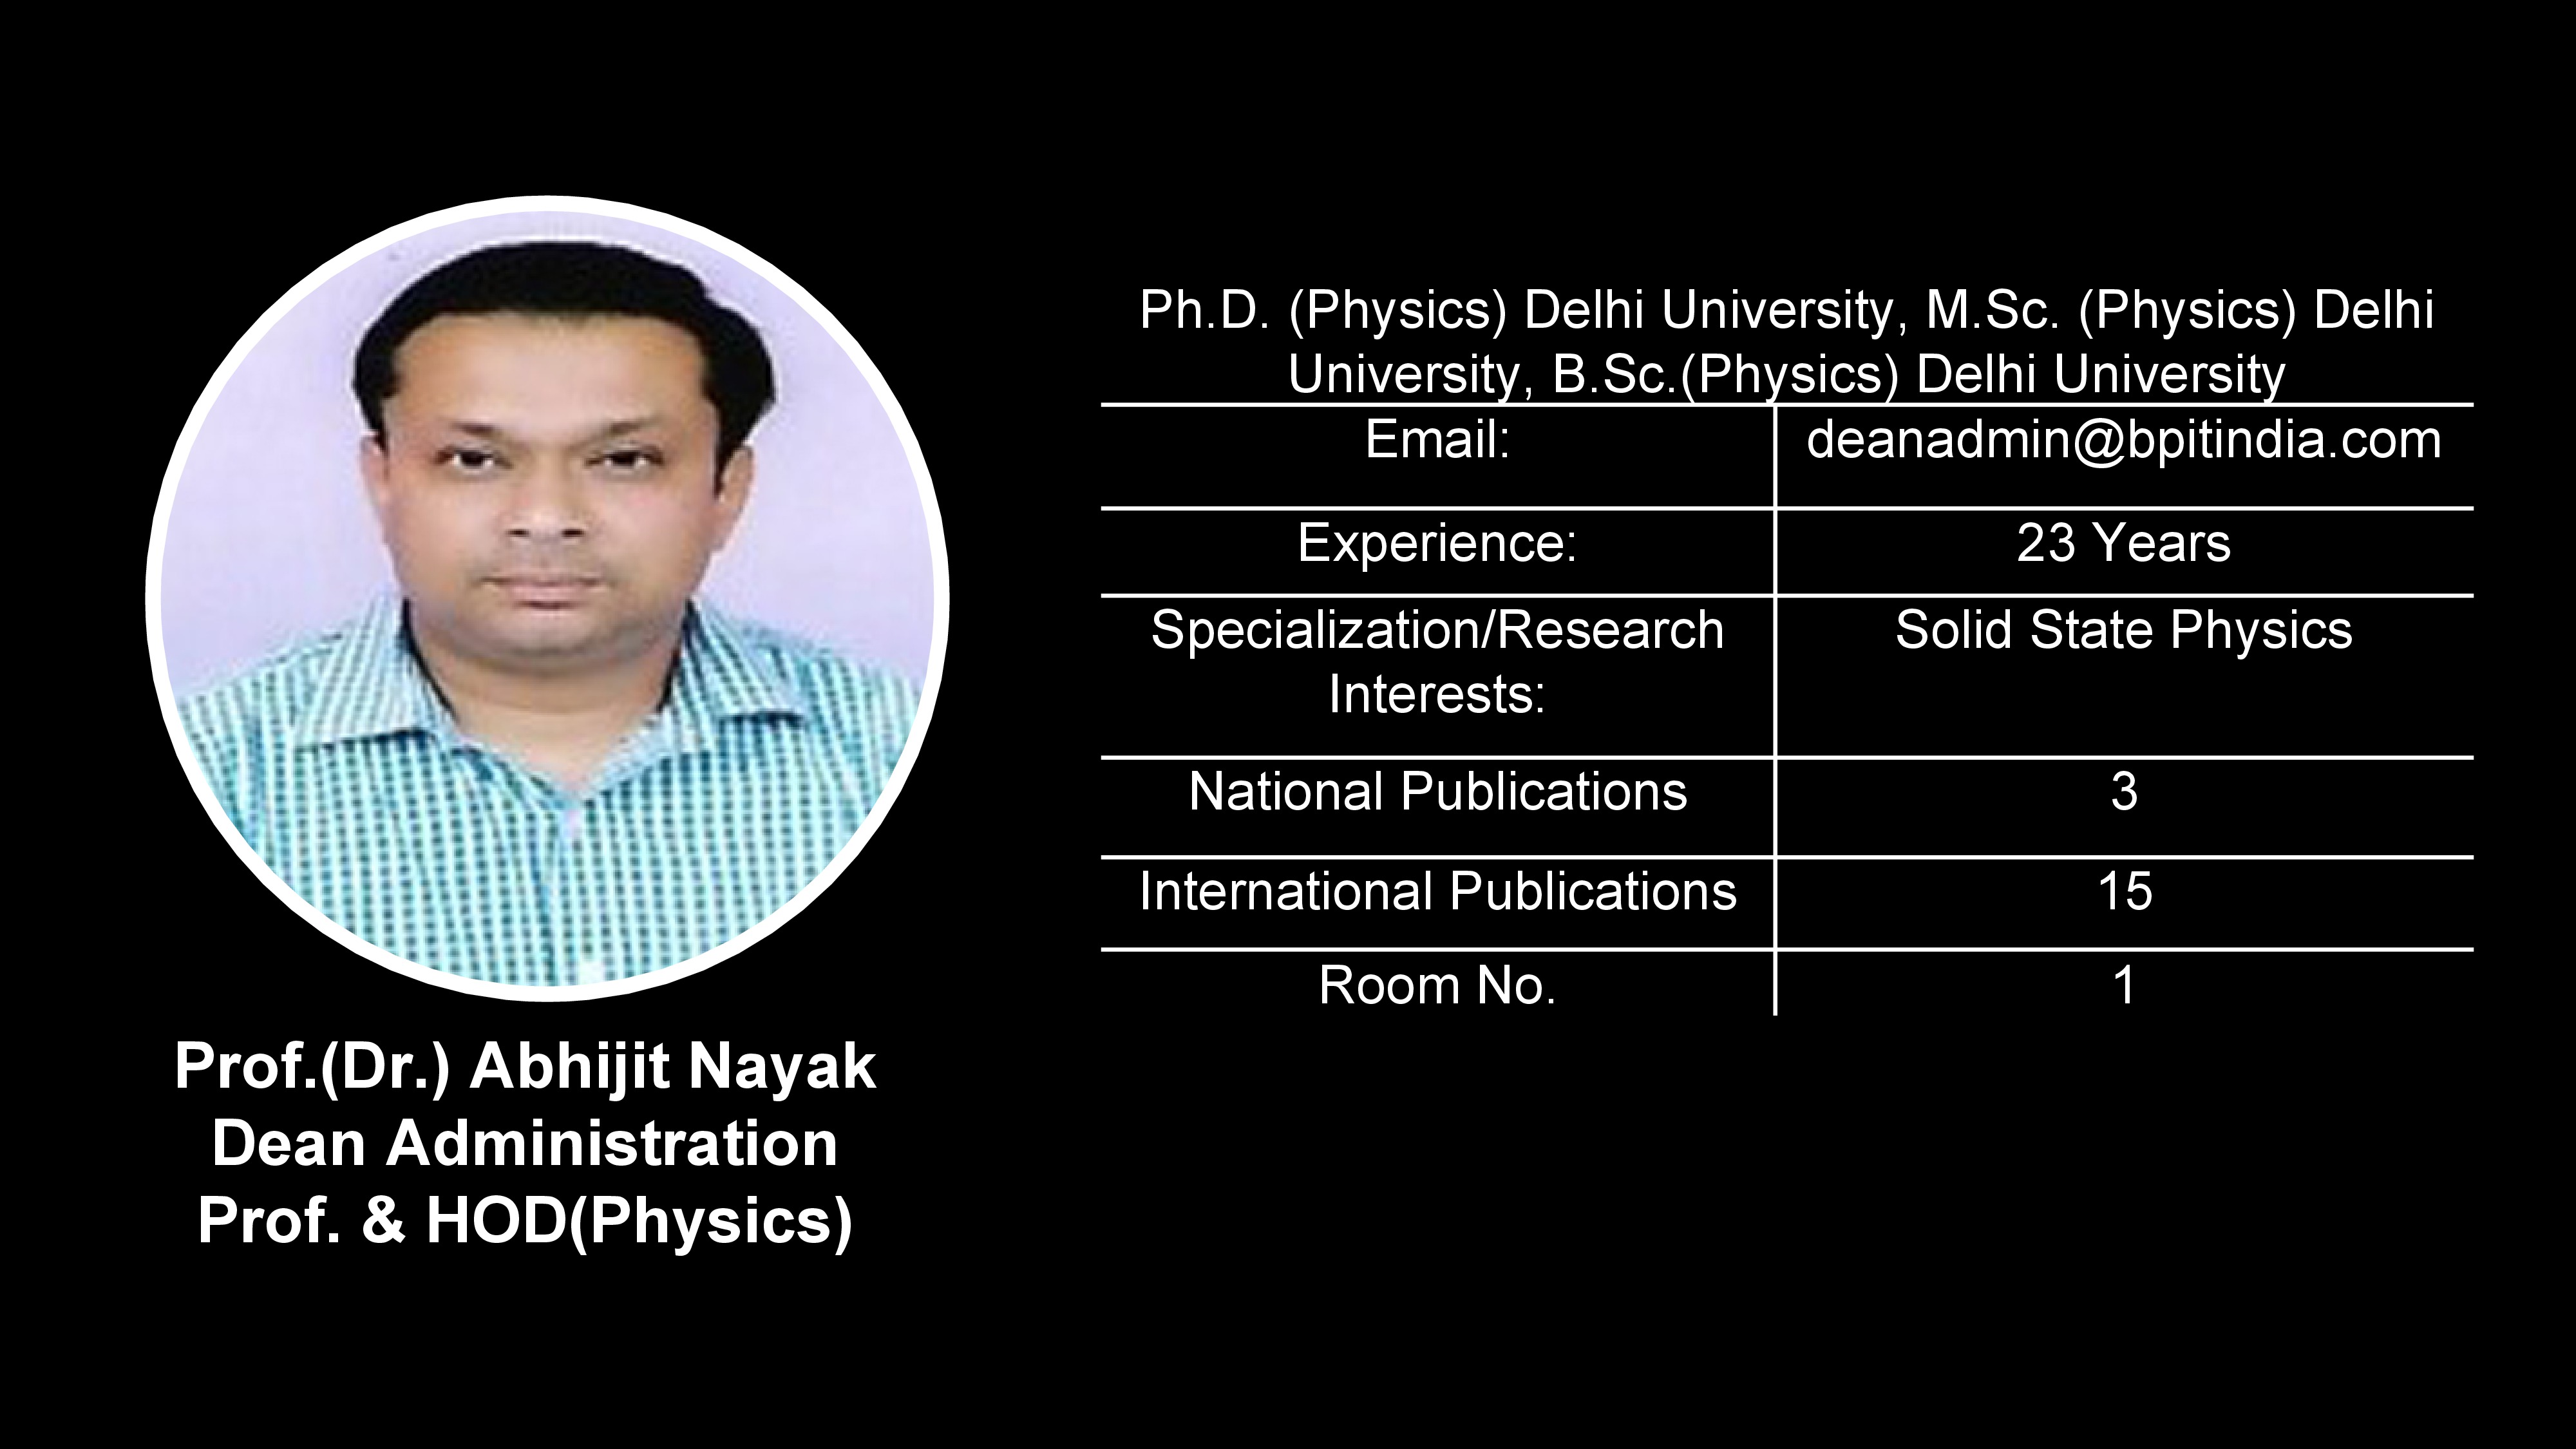 Ph.D. (Physics) Delhi University, M.Sc. (Physics) Delhi
University, B.Sc.(Physics) Delhi University
Email: deanadmin@bpitindia.com
Experience: 23 Years
Specialization/Research Solid State Physics
Interests:
National Publications 3
International Publications 15
Room No. 1
Prof.(Dr.) Abhijit Nayak
Dean Administration
Prof. & HOD(Physics)